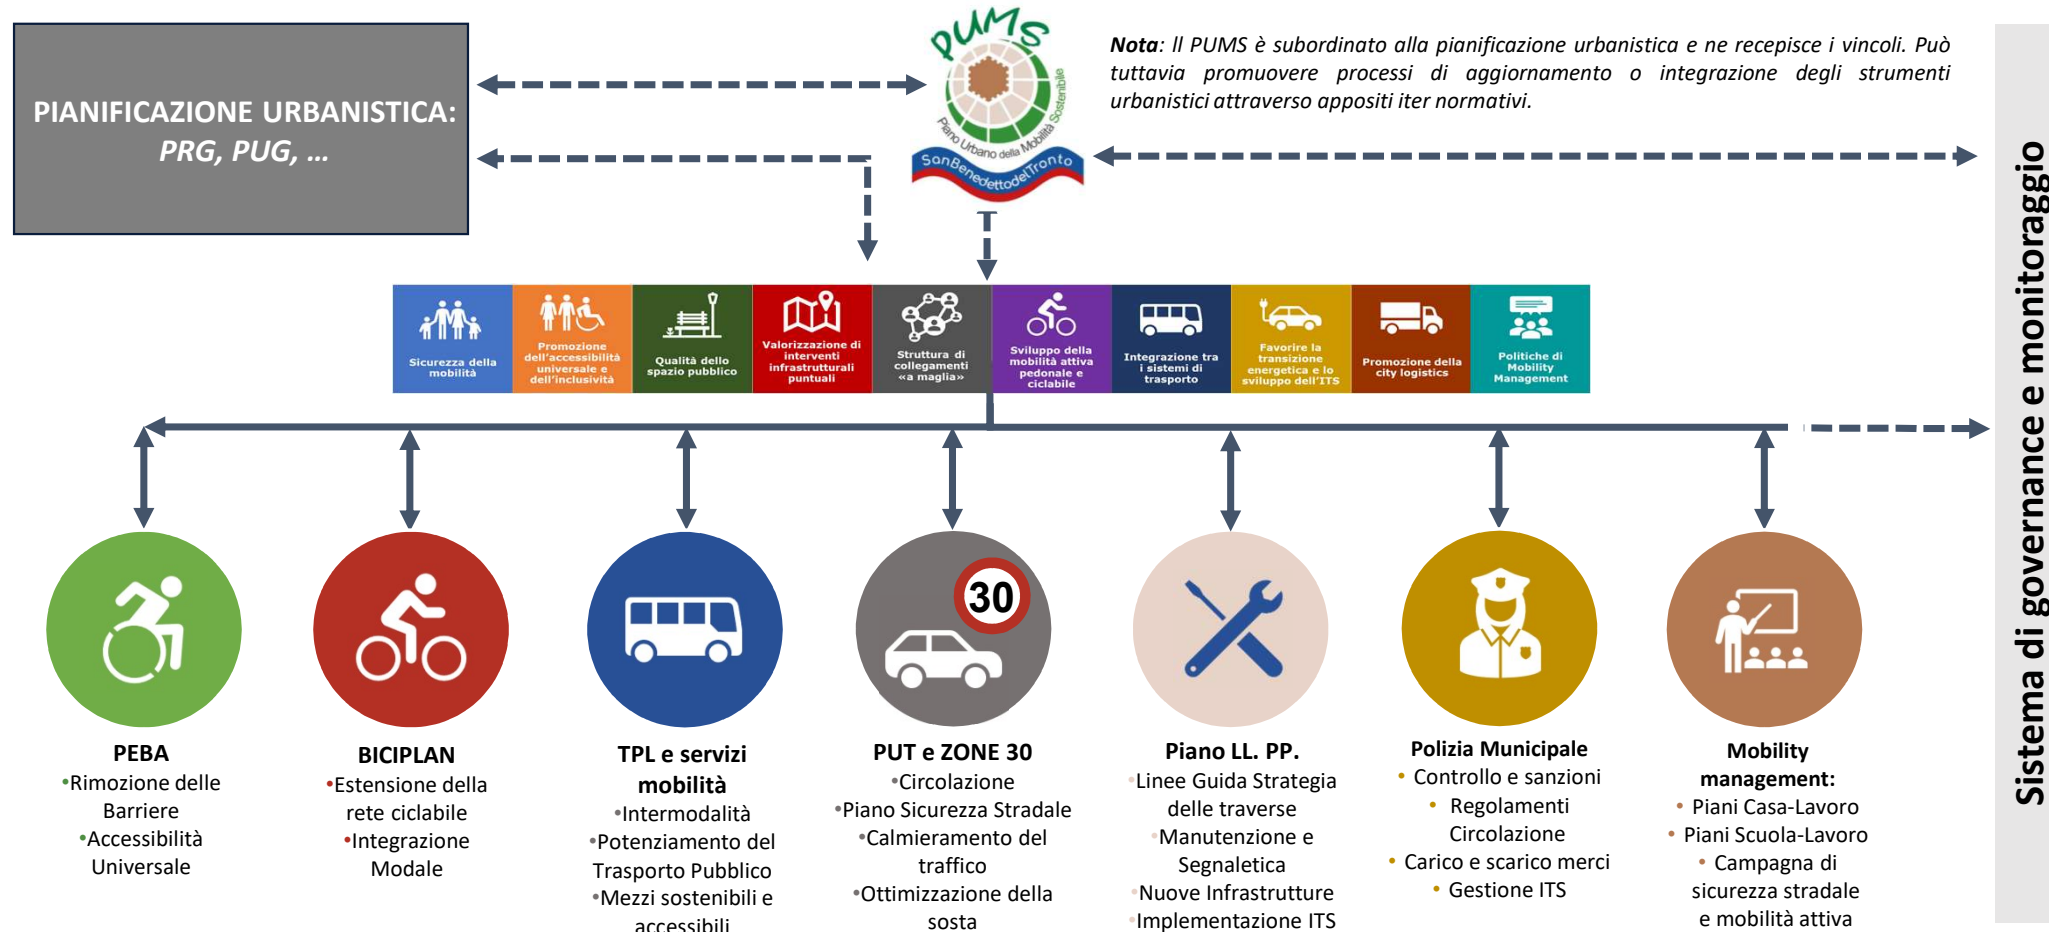 PIANIFICAZIONE URBANISTICA:
PRG, PUG, …
PUMS
Piano Urbano della Mobilità Sostenibile
San Benedetto del Tronto
Nota: Il PUMS è subordinato alla pianificazione urbanistica e ne recepisce i vincoli. Può
tuttavia promuovere processi di aggiornamento o integrazione degli strumenti
urbanistici attraverso appositi iter normativi.
Sistema di governance e monitoraggio
Sicurezza della
mobilità
Promozione
dell'accessibilità
universale e
dell'inclusività
Qualità dello
spazio pubblico
Valorizzazione di
interventi
infrastrutturali
puntuali
Struttura di
collegamenti
«a maglia»
Sviluppo della
mobilità attiva
pedonale e
ciclabile
Integrazione tra
i sistemi di
trasporto
Favorire la
transizione
energetica e lo
sviluppo dell'ITS
Promozione della
city logistics
Politiche di
Mobility
Management
30
PEBA
•Rimozione delle
Barriere
•Accessibilità
Universale
BICIPLAN
•Estensione della
rete ciclabile
•Integrazione
Modale
TPL e servizi
mobilità
•Intermodalità
•Potenziamento del
Trasporto Pubblico
•Mezzi sostenibili e
accessibili
PUT e ZONE 30
•Circolazione
•Piano Sicurezza Stradale
•Calmieramento del
traffico
•Ottimizzazione della
sosta
Piano LL. PP.
•Linee Guida Strategia
delle traverse
•Manutenzione e
Segnaletica
•Nuove Infrastrutture
•Implementazione ITS
Polizia Municipale
• Controllo e sanzioni
• Regolamenti
Circolazione
• Carico e scarico merci
• Gestione ITS
Mobility
management:
• Piani Casa-Lavoro
• Piani Scuola-Lavoro
• Campagna di
sicurezza stradale
e mobilità attiva